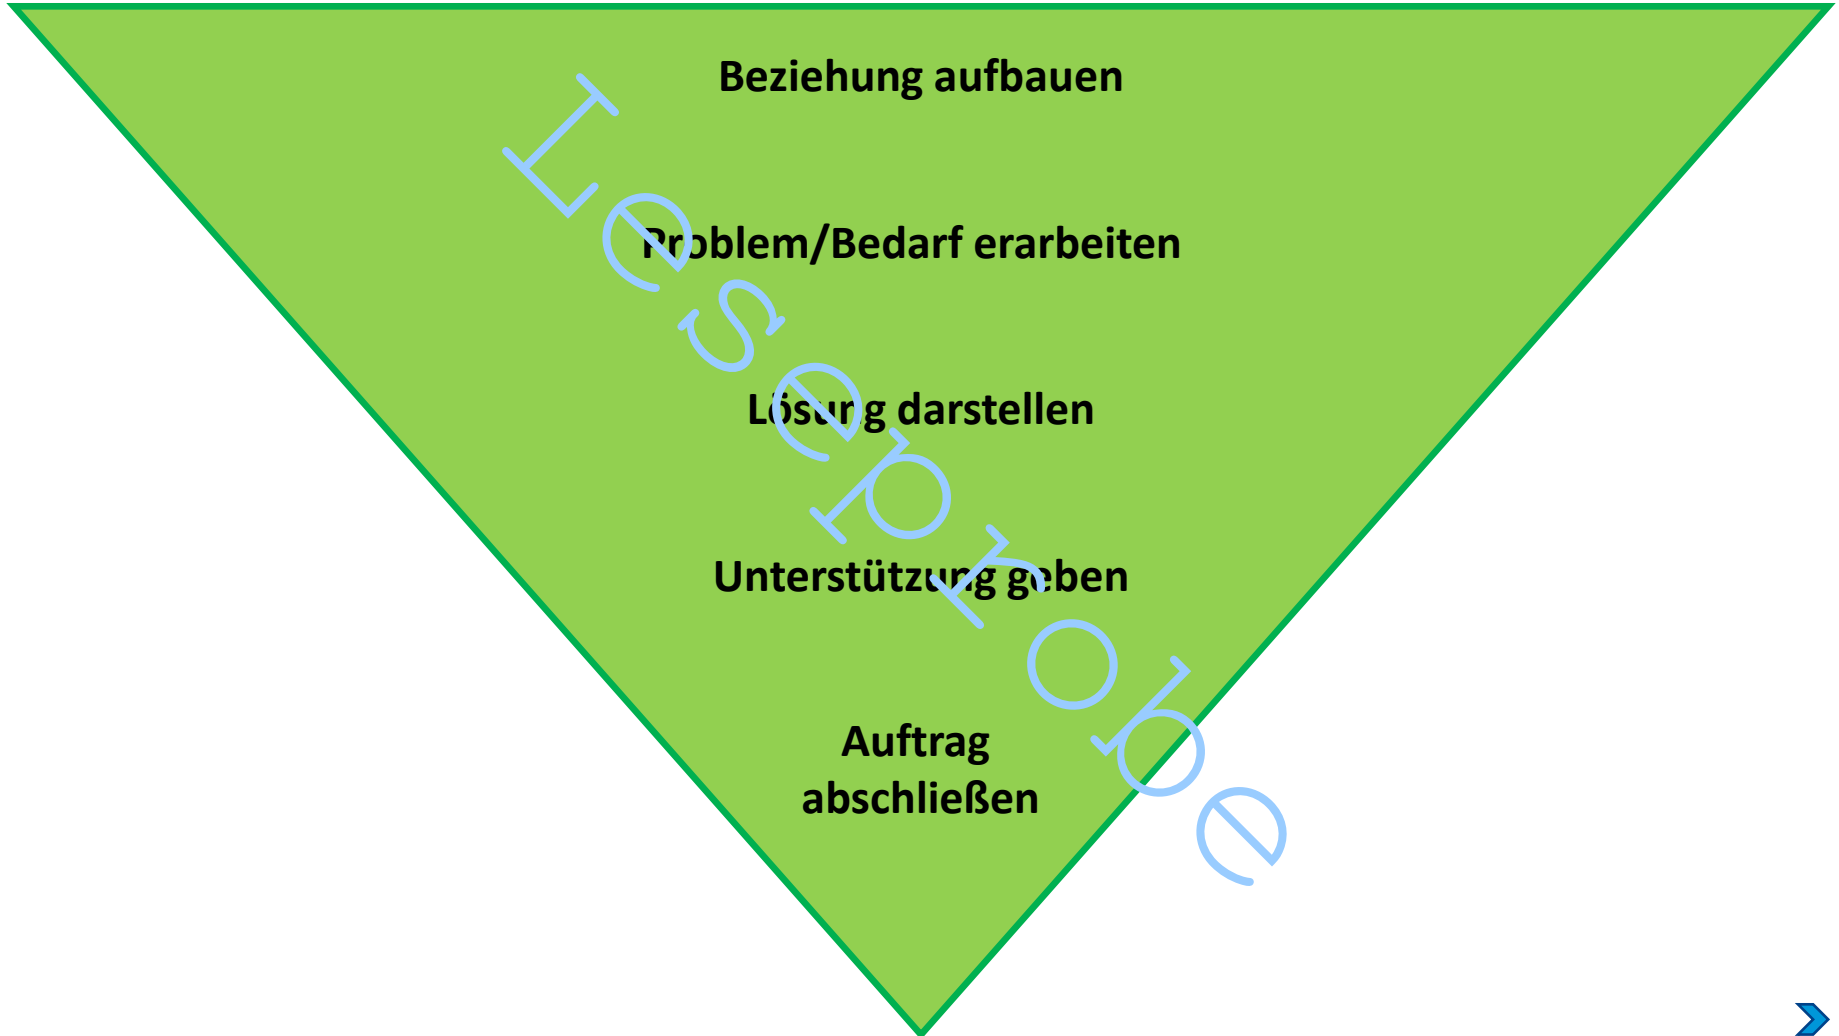 Beziehung aufbauen
Problem/Bedarf erarbeiten
Lösung darstellen
Unterstützung geben
Auftrag
abschließen
Leseprobe